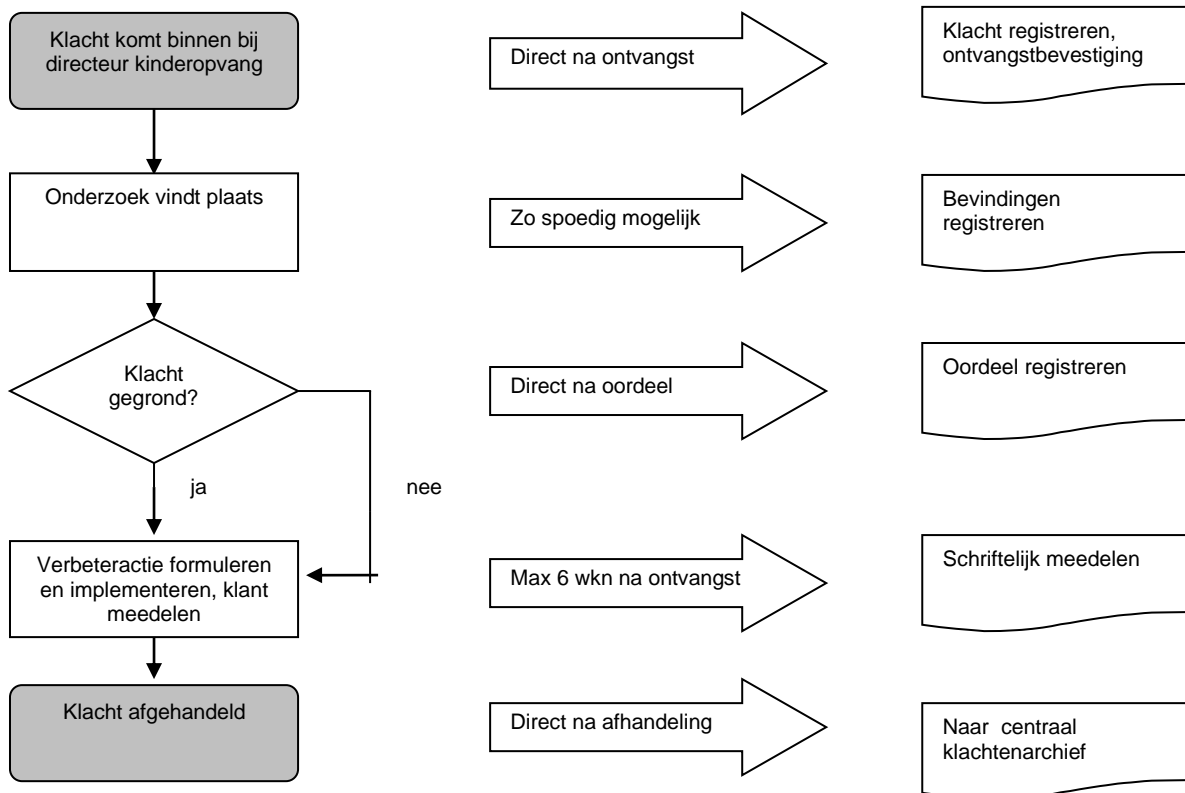 Klacht komt binnen bij
directeur kinderopvang
Direct na ontvangst
Klacht registreren,
ontvangstbevestiging
Onderzoek vindt plaats
Zo spoedig mogelijk
Bevindingen
registreren
Klacht
gegrond?
Direct na oordeel
Oordeel registreren
ja
nee
Verbeteractie formuleren
en implementeren, klant
meedelen
Max 6 wkn na ontvangst
Schriftelijk meedelen
Klacht afgehandeld
Direct na afhandeling
Naar centraal
klachtenarchief